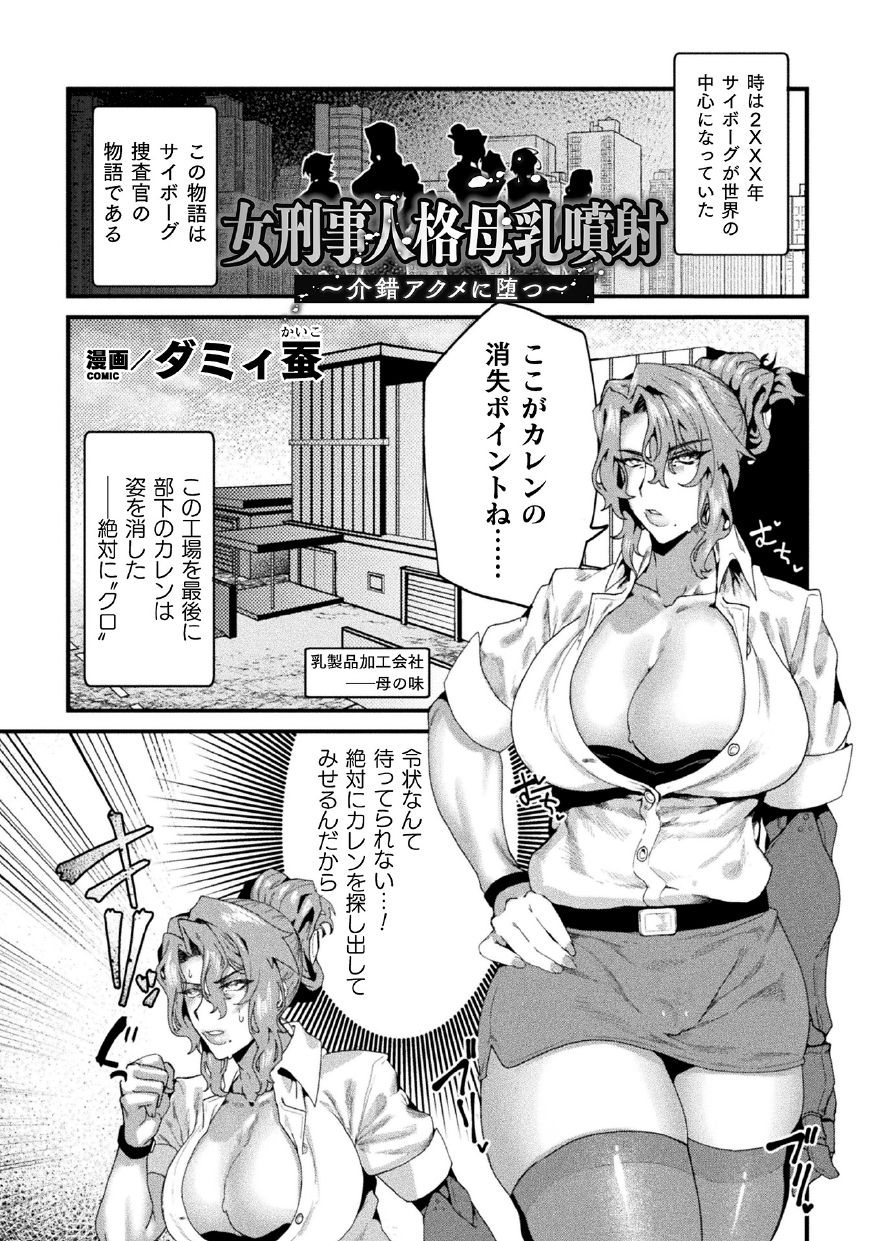 時は2XXX年
サイボーグが世界の
中心になっていた
この物語は
サイボーグ
捜査官の
物語である
女刑事人格母乳噴射
～介錯アクメに堕つ～
漫画／ダミィ蚕
かいこ
COMIC
ここがカレンの
消失ポイントね……
むち
この工場を最後に
部下のカレンは
姿を消した
――絶対に〝クロ〟
乳製品加工会社
――母の味
むち
令状なんて
待ってられない…！
絶対にカレンを探し出して
みせるんだから